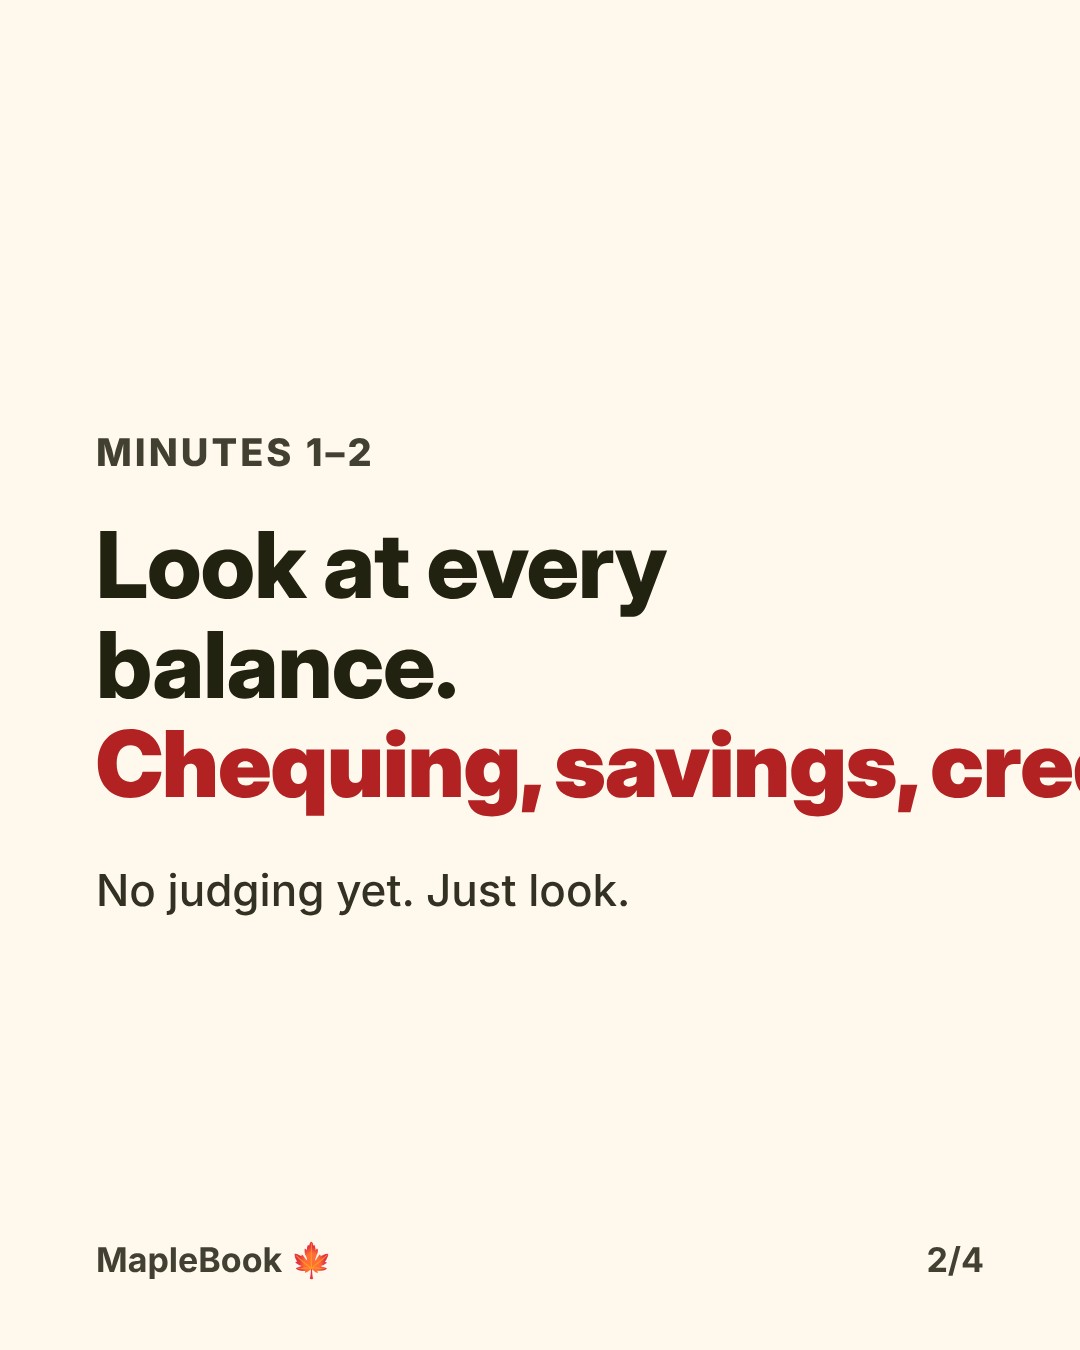 MINUTES 1–2
Look at every
balance.
Chequing, savings,
No judging yet. Just look.
MapleBook 🍁
2/4